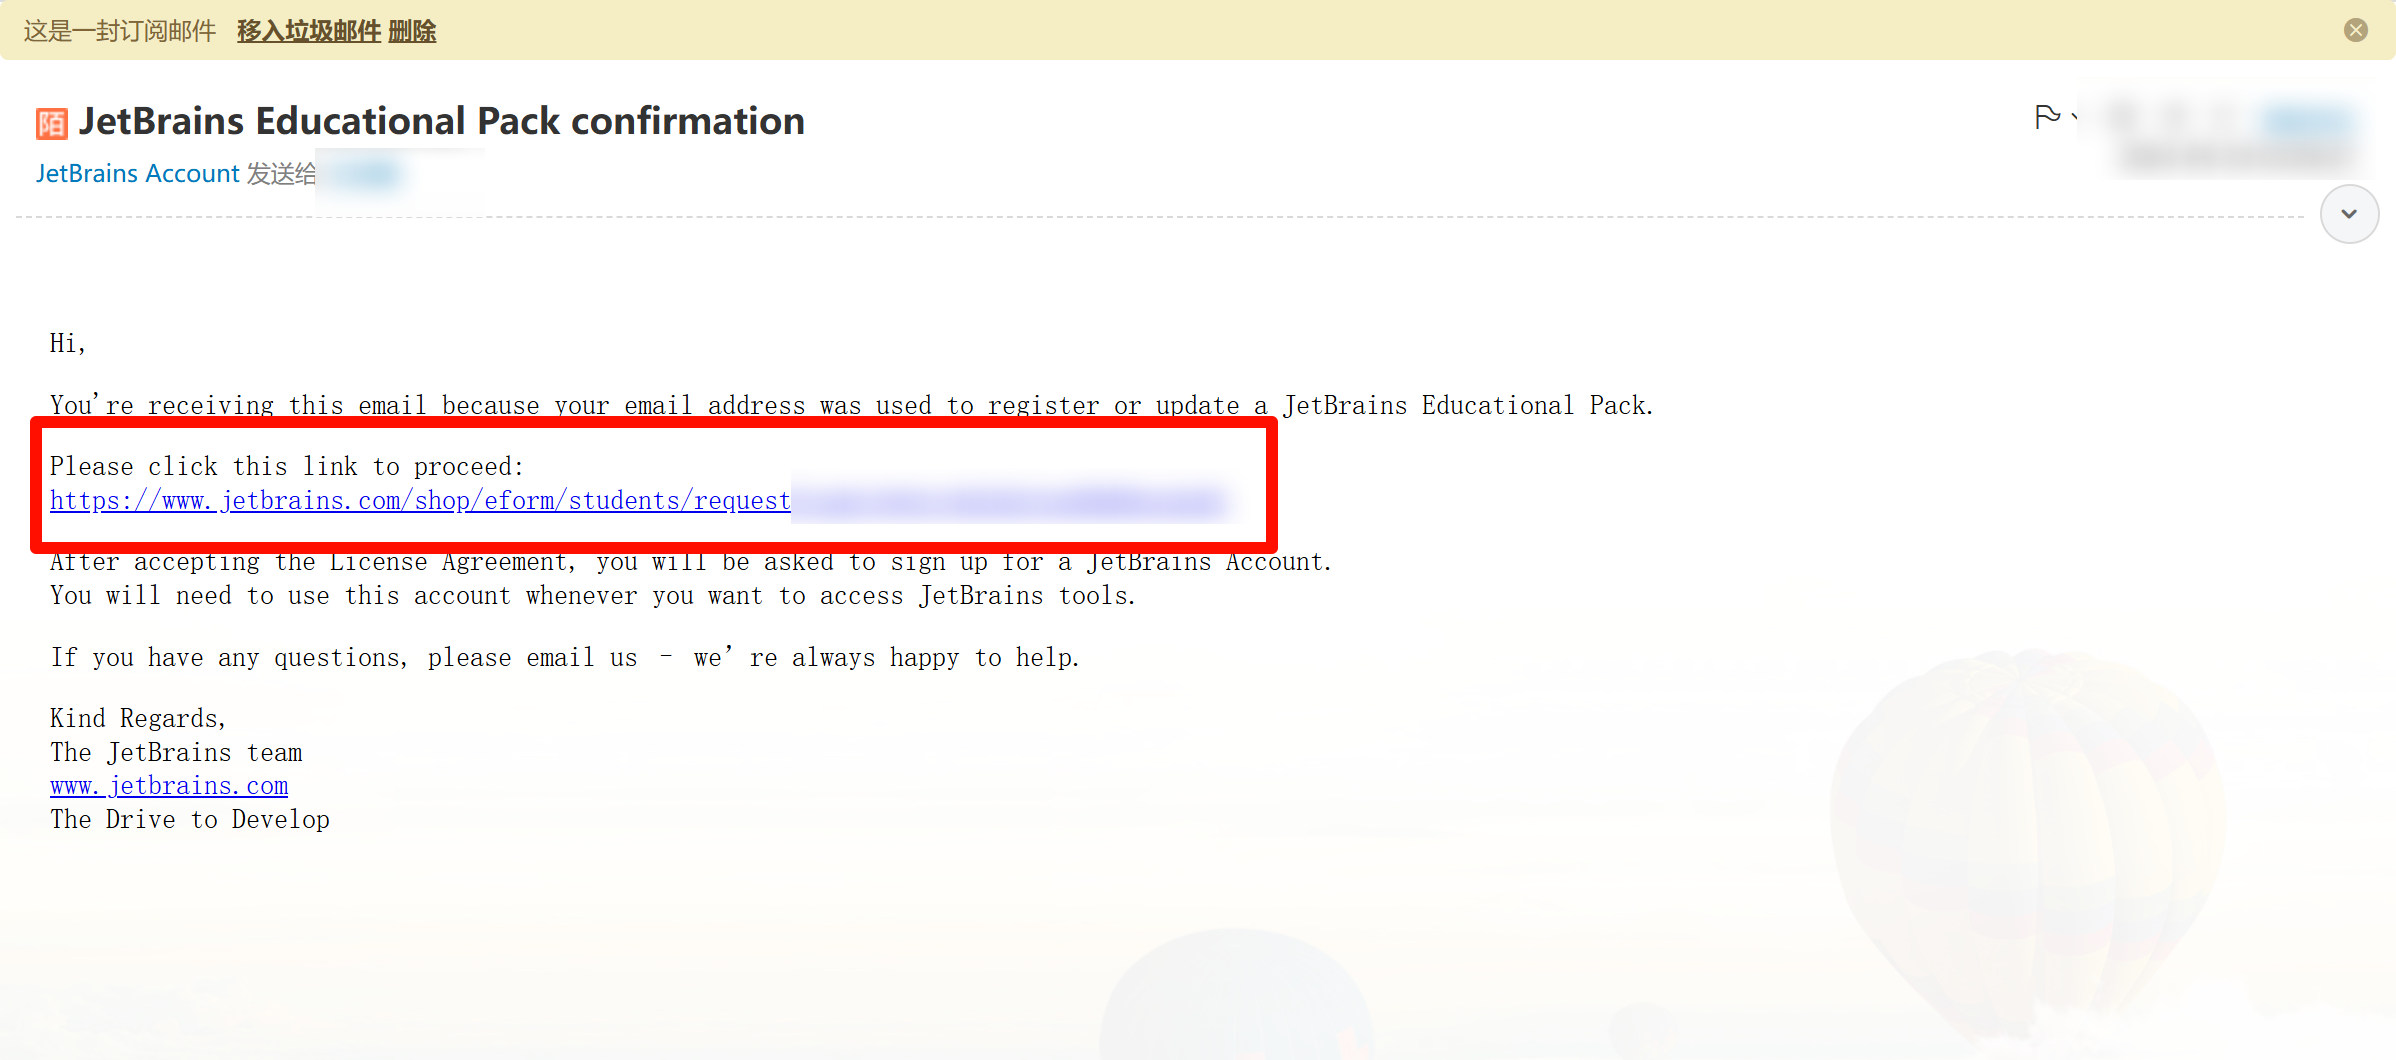 这是一封订阅邮件 移入垃圾邮件 删除
陌 JetBrains Educational Pack confirmation
JetBrains Account 发送给
Hi,
You're receiving this email because your email address was used to register or update a JetBrains Educational Pack.
Please click this link to proceed:
https://www.jetbrains.com/shop/eform/students/request
After accepting the License Agreement, you will be asked to sign up for a JetBrains Account.
You will need to use this account whenever you want to access JetBrains tools.
If you have any questions, please email us – we’re always happy to help.
Kind Regards,
The JetBrains team
www.jetbrains.com
The Drive to Develop